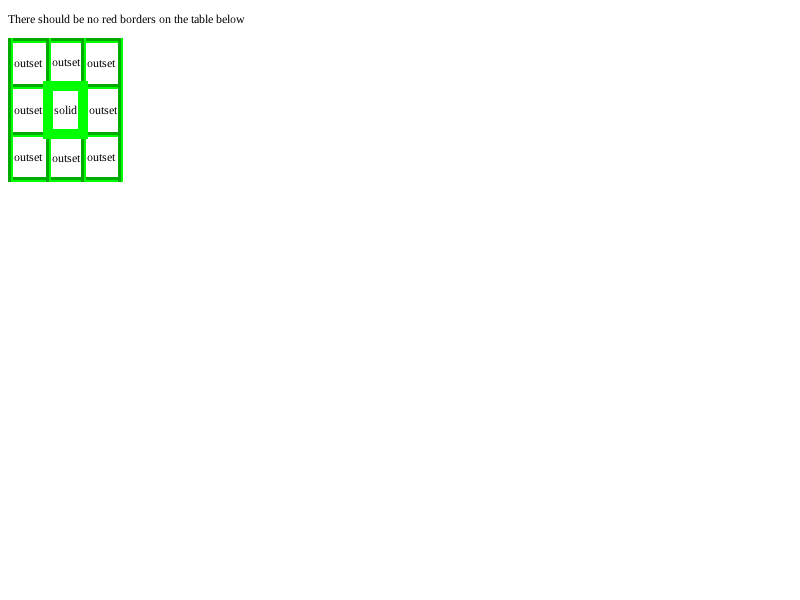 There should be no red borders on the table below
outset outset outset
outset solid outset
outset outset outset